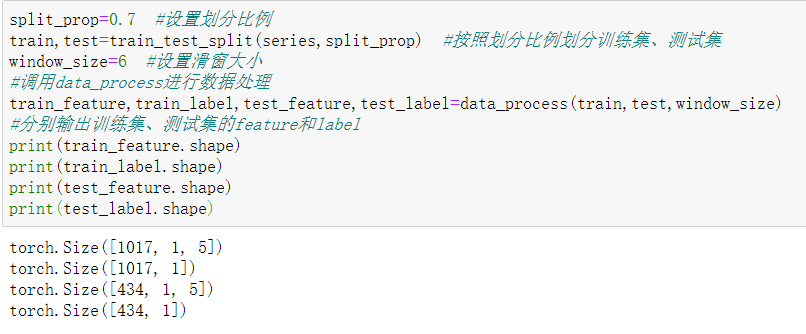 split_prop=0.7  #设置划分比例
train,test=train_test_split(series,split_prop)  #按照划分比例划分训练集、测试集
window_size=6  #设置滑窗大小
#调用data_process进行数据处理
train_feature,train_label,test_feature,test_label=data_process(train,test,window_size)
#分别输出训练集、测试集的feature和label
print(train_feature.shape)
print(train_label.shape)
print(test_feature.shape)
print(test_label.shape)
torch.Size([1017, 1, 5])
torch.Size([1017, 1])
torch.Size([434, 1, 5])
torch.Size([434, 1])